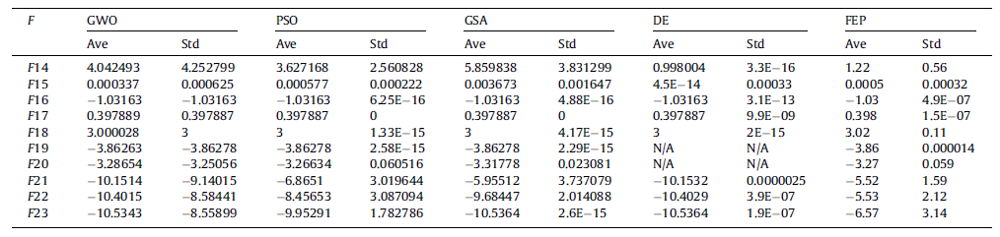 F GWO PSO GSA DE FEP
Ave Std Ave Std Ave Std Ave Std Ave Std
F14 4.042493 4.252799 3.627168 2.560828 5.859838 3.831299 0.998004 3.3E−16 1.22 0.56
F15 0.000337 0.000625 0.000577 0.000222 0.003673 0.001647 4.5E−14 0.00033 0.0005 0.00032
F16 −1.03163 −1.03163 −1.03163 6.25E−16 −1.03163 4.88E−16 −1.03163 3.1E−13 −1.03 4.9E−07
F17 0.397889 0.397887 0.397887 0 0.397887 0 0.397887 9.9E−09 0.398 1.5E−07
F18 3.000028 3 3 1.33E−15 3 4.17E−15 3 2E−15 3.02 0.11
F19 −3.86263 −3.86278 −3.86278 2.58E−15 −3.86278 2.29E−15 N/A N/A −3.86 0.000014
F20 −3.28654 −3.25056 −3.26634 0.060516 −3.31778 0.023081 N/A N/A −3.27 0.059
F21 −10.1514 −9.14015 −6.8651 3.019644 −5.95512 3.737079 −10.1532 0.0000025 −5.52 1.59
F22 −10.4015 −8.58441 −8.45653 3.087094 −9.68447 2.014088 −10.4029 3.9E−07 −5.53 2.12
F23 −10.5343 −8.55899 −9.95291 1.782786 −10.5364 2.6E−15 −10.5364 1.9E−07 −6.57 3.14